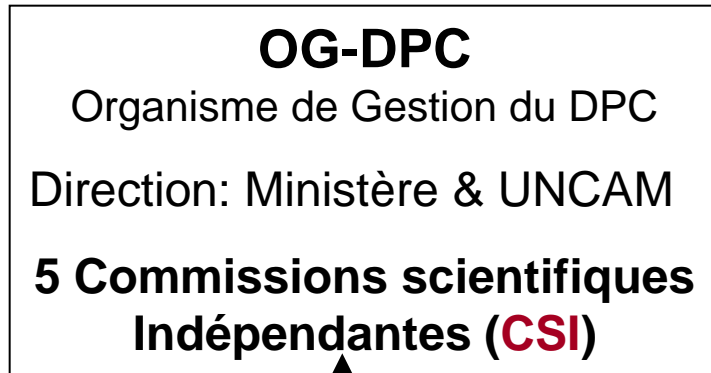 OG-DPC
Organisme de Gestion du DPC
Direction: Ministère & UNCAM
5 Commissions scientifiques
Indépendantes (CSI)